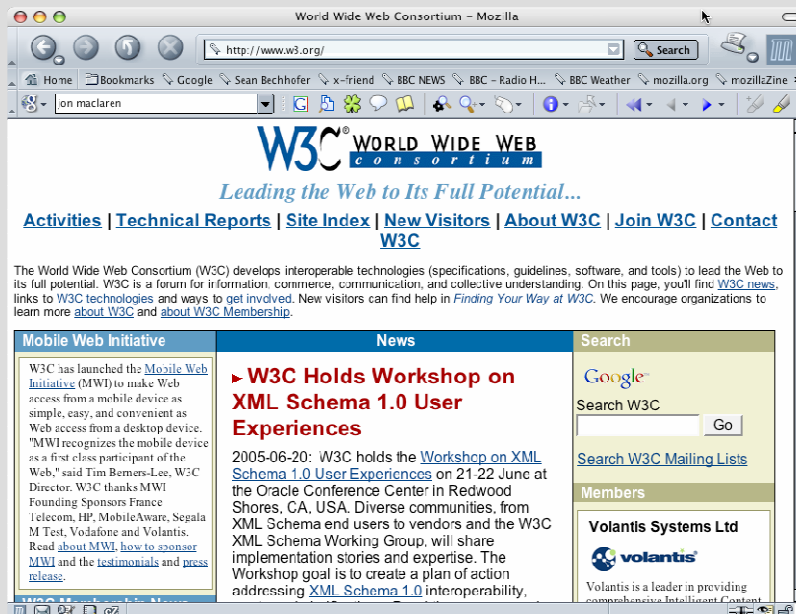 World Wide Web Consortium - Mozilla
http://www.w3.org/
Search
Home Bookmarks Google Sean Bechhofer x-friend BBC NEWS BBC - Radio H... BBC Weather mozilla.org mozillaZine
jon maclaren
W3C® WORLD WIDE WEB
consortium
Leading the Web to Its Full Potential...
Activities | Technical Reports | Site Index | New Visitors | About W3C | Join W3C | Contact
W3C
The World Wide Web Consortium (W3C) develops interoperable technologies (specifications, guidelines, software, and tools) to lead the Web to
its full potential. W3C is a forum for information, commerce, communication, and collective understanding. On this page, you'll find W3C news,
links to W3C technologies and ways to get involved. New visitors can find help in Finding Your Way at W3C. We encourage organizations to
learn more about W3C and about W3C Membership.
Mobile Web Initiative
W3C has launched the Mobile Web
Initiative (MWI) to make Web
access from a mobile device as
simple, easy, and convenient as
Web access from a desktop device.
"MWI recognizes the mobile device
as a first class participant of the
Web," said Tim Berners-Lee, W3C
Director. W3C thanks MWI
Founding Sponsors France
Telecom, HP, MobileAware, Segala
M Test, Vodafone and Volantis.
Read about MWI, how to sponsor
MWI and the testimonials and press
release.
W3C Membership News
News
W3C Holds Workshop on
XML Schema 1.0 User
Experiences
2005-06-20: W3C holds the Workshop on XML
Schema 1.0 User Experiences on 21-22 June at
the Oracle Conference Center in Redwood
Shores, CA, USA. Diverse communities, from
XML Schema end users to vendors and the W3C
XML Schema Working Group, will share
implementation stories and expertise. The
Workshop goal is to create a plan of action
addressing XML Schema 1.0 interoperability,
Search
Google™
Search W3C
Go
Search W3C Mailing Lists
Members
Volantis Systems Ltd
volantis
Volantis is a leader in providing
comprehensive Intelligent Content